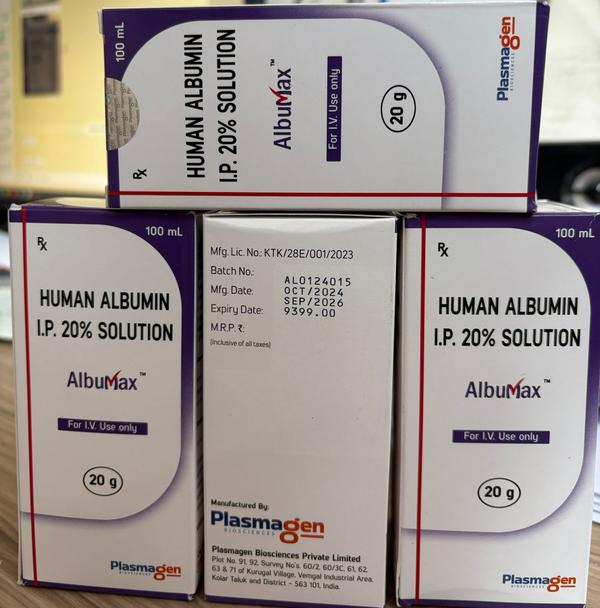 100 mL
Rx
HUMAN ALBUMIN
I.P. 20% SOLUTION
AlbuMax™
For I.V. Use only
20 g
Plasmagen
BIOSCIENCES
100 mL
Rx
HUMAN ALBUMIN
I.P. 20% SOLUTION
AlbuMax™
For I.V. Use only
20 g
Plasmagen
BIOSCIENCES
Mfg. Lic. No.: KTK/28E/001/2023
Batch No.: AL0124015
Mfg. Date: OCT/2024
Expiry Date: SEP/2026
M.R.P. ₹: 9399.00
(Inclusive of all taxes)
Manufactured By:
Plasmagen
BIOSCIENCES
Plasmagen Biosciences Private Limited
Plot No. 91, 92, Survey No's. 60/2, 60/3C, 61, 62,
63 & 71 of Kurugal Village, Vemgal Industrial Area,
Kolar Taluk and District - 563 101, India.
100 mL
Rx
HUMAN ALBUMIN
I.P. 20% SOLUTION
AlbuMax™
For I.V. Use only
20 g
Plasmagen
BIOSCIENCES